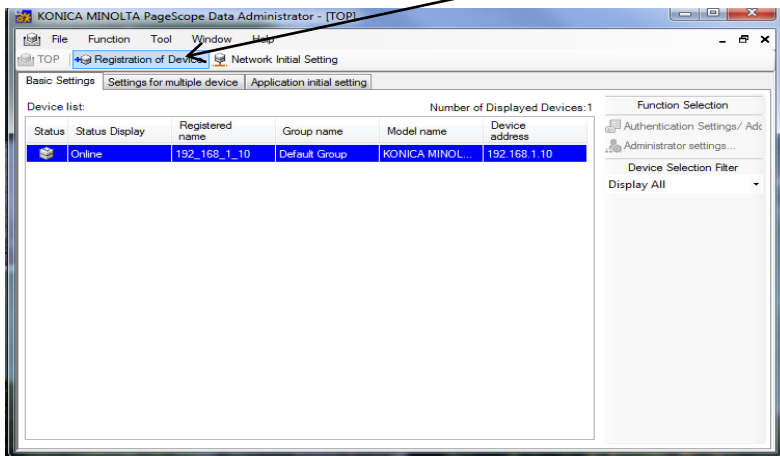 KONICA MINOLTA PageScope Data Administrator - [TOP]
File Function Tool Window Help
TOP Registration of Device Network Initial Setting
Basic Settings Settings for multiple device Application initial setting
Device list: Number of Displayed Devices:1
Status Status Display Registered name Group name Model name Device address
Online 192_168_1_10 Default Group KONICA MINOL... 192.168.1.10
Function Selection
Authentication Settings/ Adc
Administrator settings...
Device Selection Filter
Display All